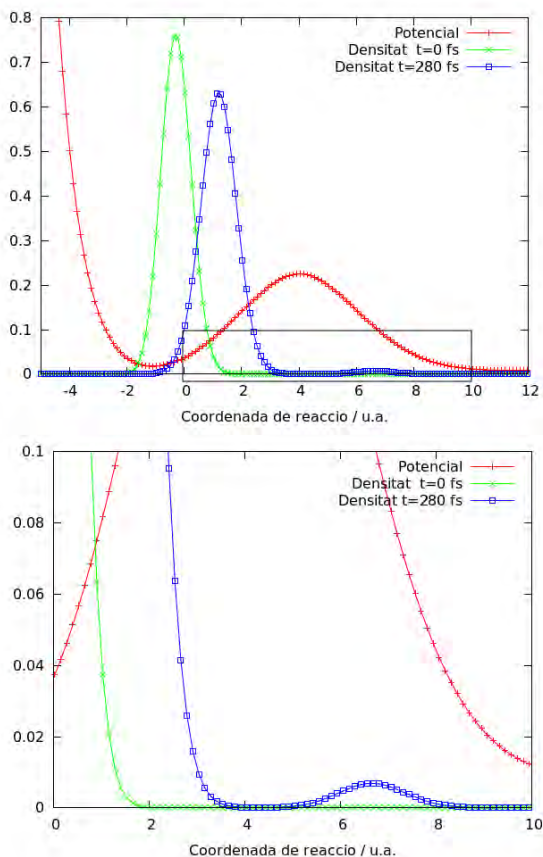 0.8
0.7
0.6
0.5
0.4
0.3
0.2
0.1
0
-4 -2 0 2 4 6 8 10 12
Potencial
Densitat t=0 fs
Densitat t=280 fs
Coordenada de reaccio / u.a.
0.1
0.08
0.06
0.04
0.02
0
0 2 4 6 8 10
Potencial
Densitat t=0 fs
Densitat t=280 fs
Coordenada de reaccio / u.a.